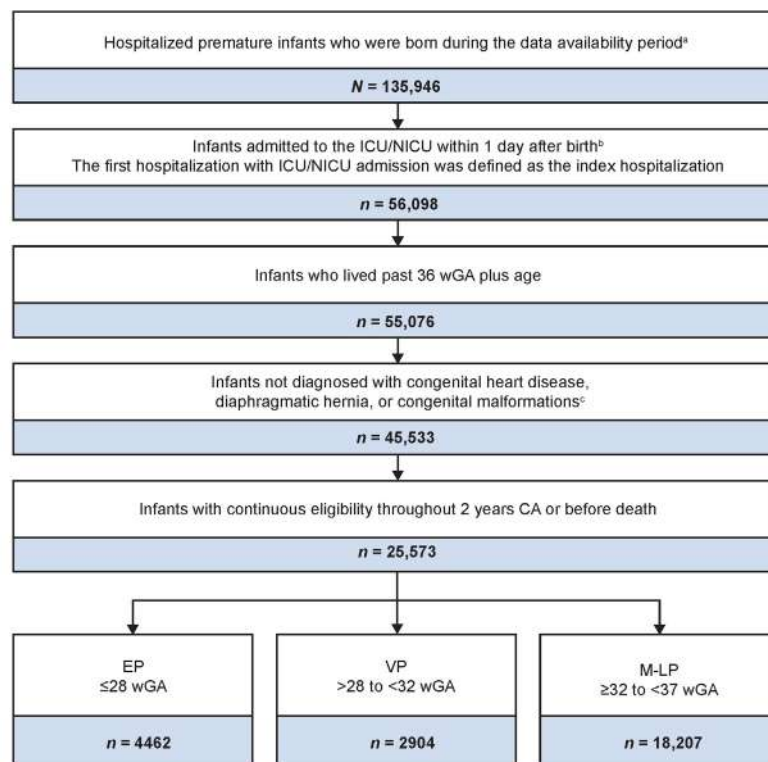 Hospitalized premature infants who were born during the data availability periodᵃ
N = 135,946
Infants admitted to the ICU/NICU within 1 day after birthᵇ
The first hospitalization with ICU/NICU admission was defined as the index hospitalization
n = 56,098
Infants who lived past 36 wGA plus age
n = 55,076
Infants not diagnosed with congenital heart disease,
diaphragmatic hernia, or congenital malformationsᶜ
n = 45,533
Infants with continuous eligibility throughout 2 years CA or before death
n = 25,573
EP
≤28 wGA
n = 4462
VP
>28 to <32 wGA
n = 2904
M-LP
≥32 to <37 wGA
n = 18,207